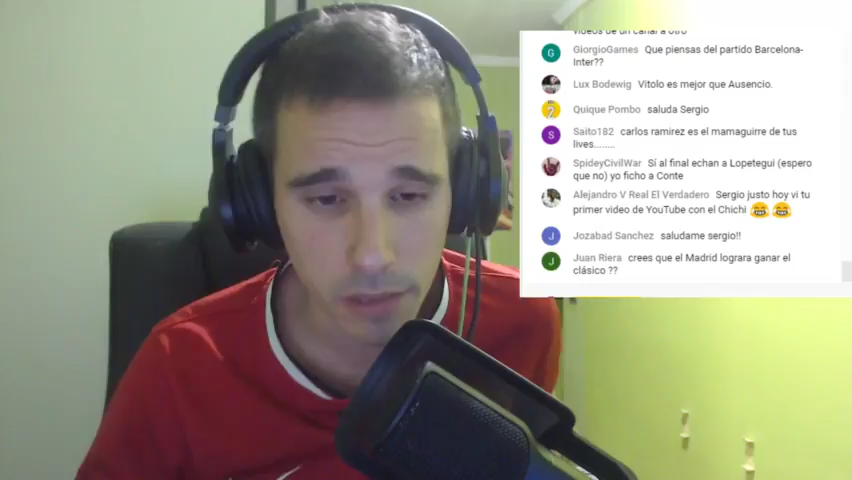 videos de un canal a otro
GiorgioGames Que piensas del partido Barcelona-
Inter??
Lux Bodewig Vitolo es mejor que Ausencio.
Quique Pombo saluda Sergio
Saito182 carlos ramirez es el mamaguirre de tus
lives........
SpideyCivilWar Sí al final echan a Lopetegui (espero
que no) yo ficho a Conte
Alejandro V Real El Verdadero Sergio justo hoy vi tu
primer video de YouTube con el Chichi 😂 😂
Jozabad Sanchez saludame sergio!!
Juan Riera crees que el Madrid lograra ganar el
clásico ??